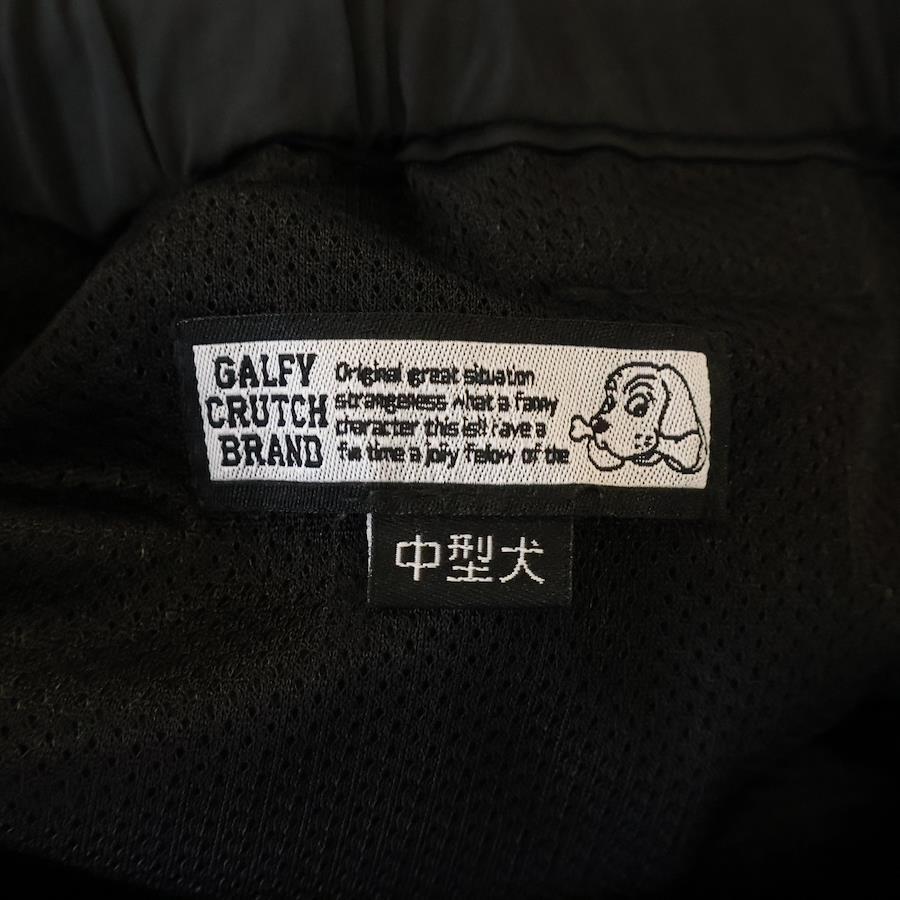 GALFY
CRUTCH
BRAND
Original great situation
strangeness what a fanny
character this is!! have a
fun time a jolly fellow of the
中型犬